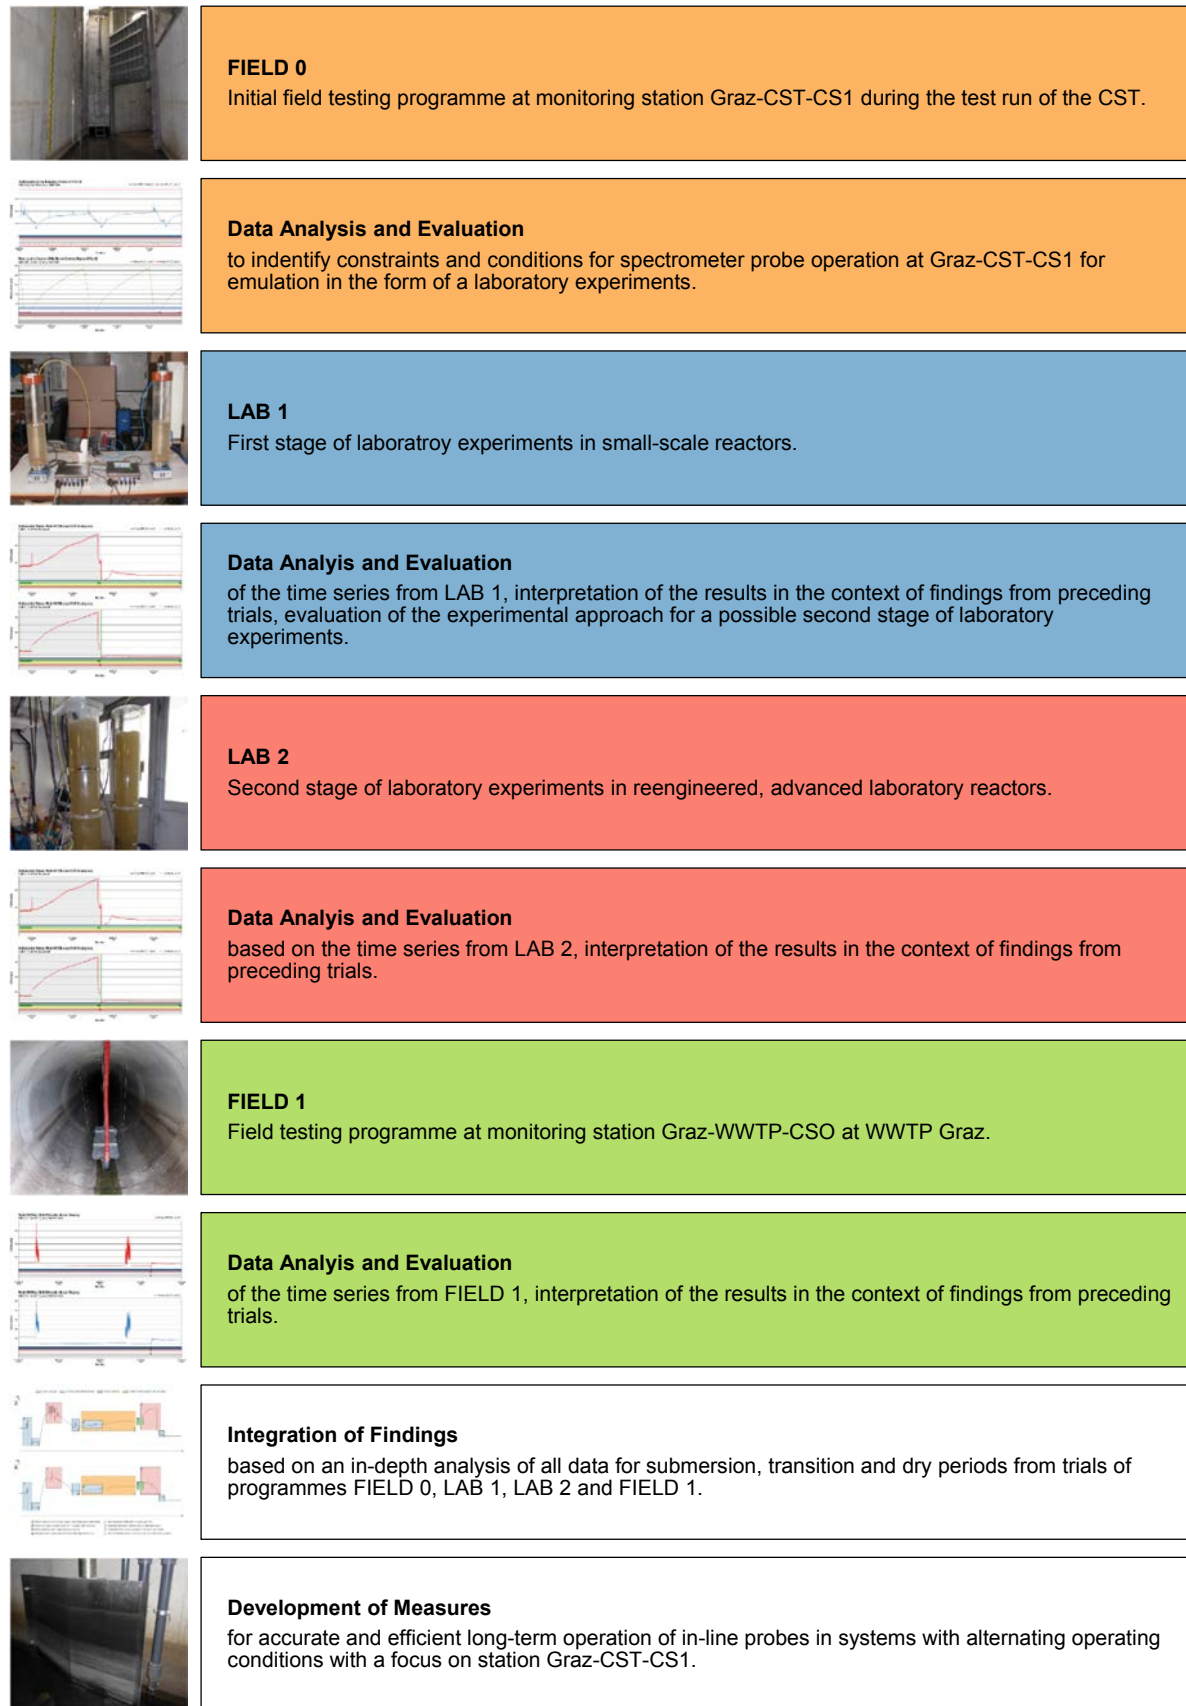 FIELD 0
Initial field testing programme at monitoring station Graz-CST-CS1 during the test run of the CST.
Data Analysis and Evaluation
to indentify constraints and conditions for spectrometer probe operation at Graz-CST-CS1 for
emulation in the form of a laboratory experiments.
LAB 1
First stage of laboratroy experiments in small-scale reactors.
Data Analyis and Evaluation
of the time series from LAB 1, interpretation of the results in the context of findings from preceding
trials, evaluation of the experimental approach for a possible second stage of laboratory
experiments.
LAB 2
Second stage of laboratory experiments in reengineered, advanced laboratory reactors.
Data Analyis and Evaluation
based on the time series from LAB 2, interpretation of the results in the context of findings from
preceding trials.
FIELD 1
Field testing programme at monitoring station Graz-WWTP-CSO at WWTP Graz.
Data Analyis and Evaluation
of the time series from FIELD 1, interpretation of the results in the context of findings from preceding
trials.
Integration of Findings
based on an in-depth analysis of all data for submersion, transition and dry periods from trials of
programmes FIELD 0, LAB 1, LAB 2 and FIELD 1.
Development of Measures
for accurate and efficient long-term operation of in-line probes in systems with alternating operating
conditions with a focus on station Graz-CST-CS1.